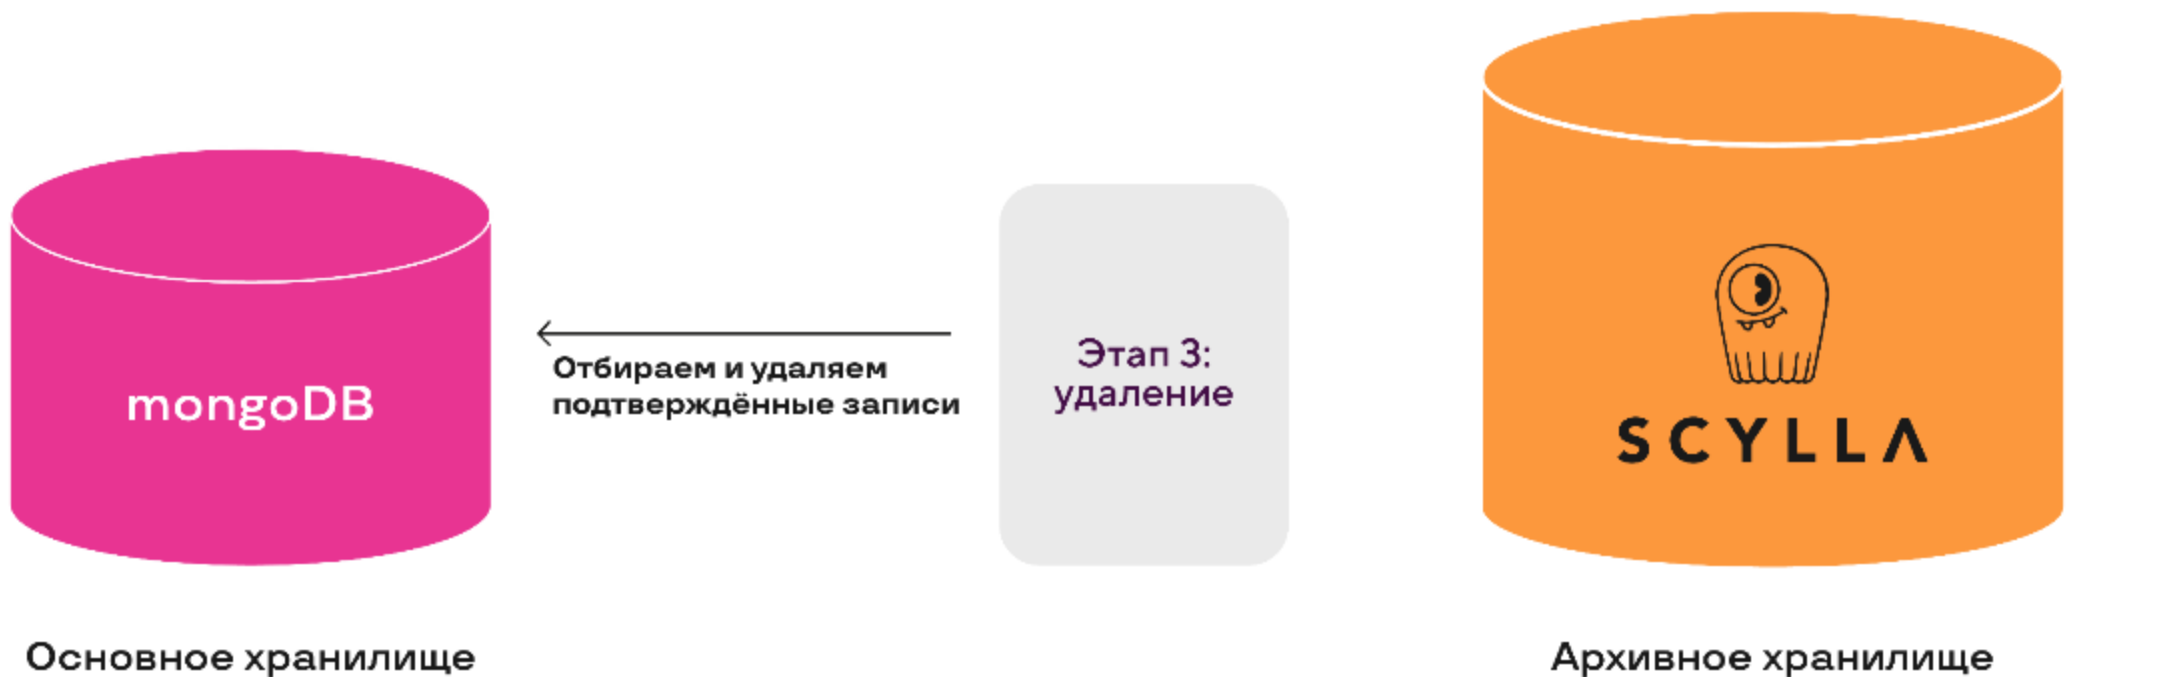 mongoDB
Основное хранилище
Отбираем и удаляем
подтверждённые записи
Этап 3:
удаление
SCYLLA
Архивное хранилище